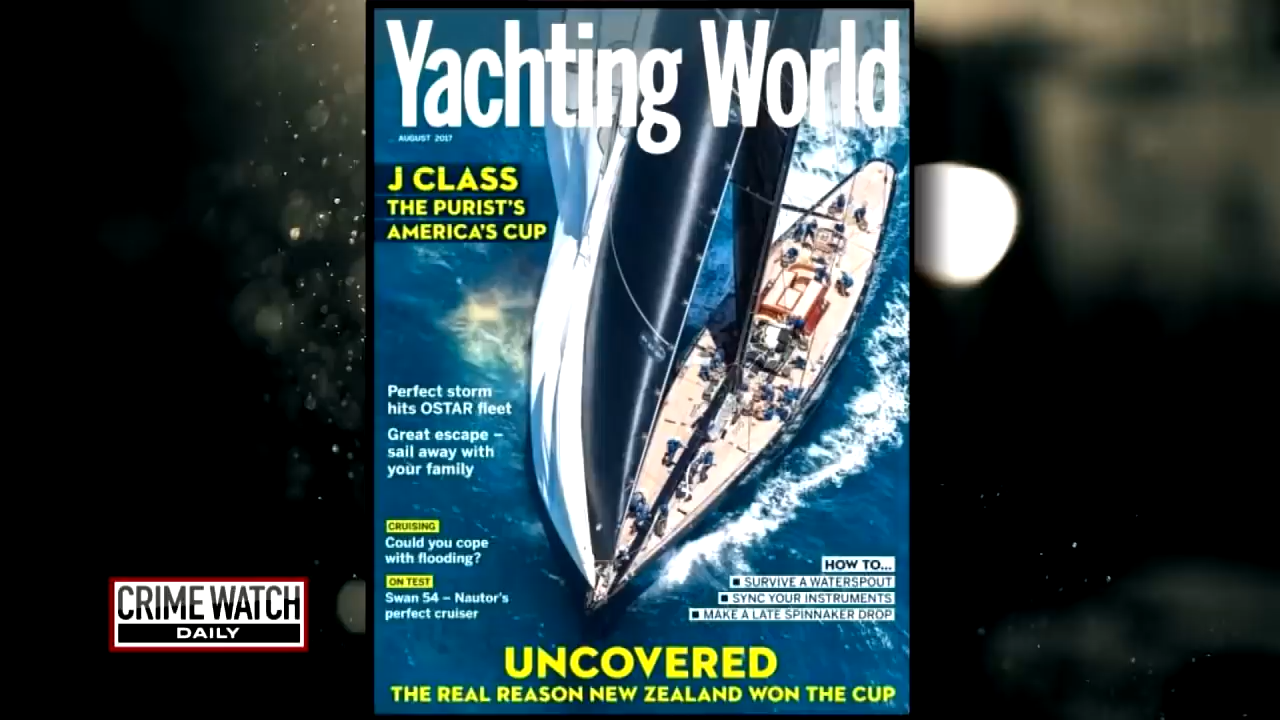 Yachting World
AUGUST 2017
J CLASS
THE PURIST'S
AMERICA'S CUP
Perfect storm
hits OSTAR fleet
Great escape –
sail away with
your family
CRUISING
Could you cope
with flooding?
ON TEST
Swan 54 – Nautor's
perfect cruiser
HOW TO...
■ SURVIVE A WATERSPOUT
■ SYNC YOUR INSTRUMENTS
■ MAKE A LATE SPINNAKER DROP
UNCOVERED
THE REAL REASON NEW ZEALAND WON THE CUP
CRIME WATCH
DAILY